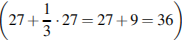 (27 + 1/3 · 27 = 27 + 9 = 36)